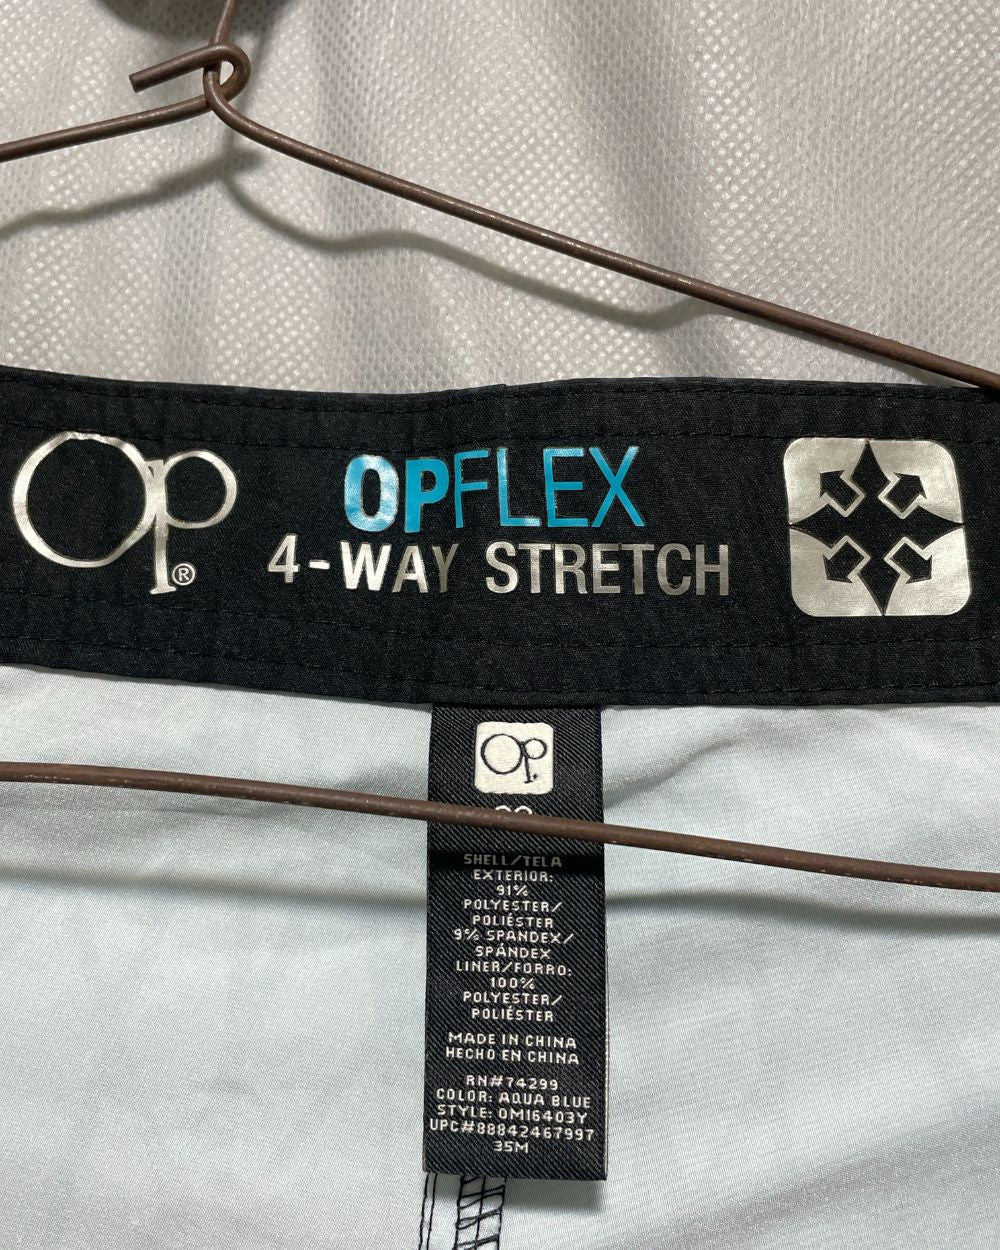 Op®
OPFLEX
4-WAY STRETCH
Op
SHELL/TELA
EXTERIOR:
91%
POLYESTER/
POLIÉSTER
9% SPANDEX/
SPÁNDEX
LINER/FORRO:
100%
POLYESTER/
POLIÉSTER
MADE IN CHINA
HECHO EN CHINA
RN#74299
COLOR: AQUA BLUE
STYLE: OM16403Y
UPC#88842467997
35M